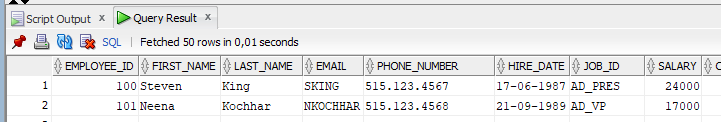 Script Output x Query Result x
SQL | Fetched 50 rows in 0,01 seconds
EMPLOYEE_ID FIRST_NAME LAST_NAME EMAIL PHONE_NUMBER HIRE_DATE JOB_ID SALARY
1 100 Steven King SKING 515.123.4567 17-06-1987 AD_PRES 24000
2 101 Neena Kochhar NKOCHHAR 515.123.4568 21-09-1989 AD_VP 17000